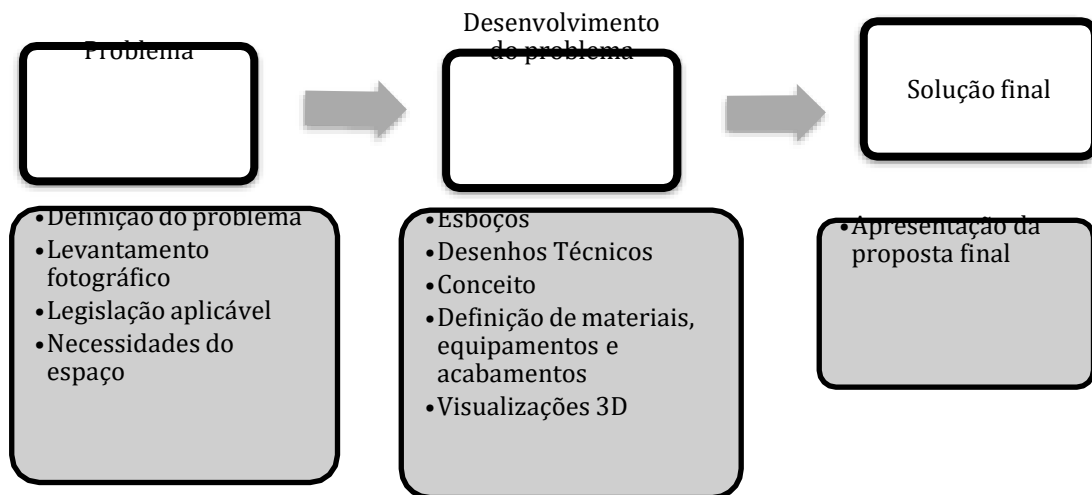 Problema
Desenvolvimento
do problema
Solução final
•Definição do problema
•Levantamento
fotográfico
•Legislação aplicável
•Necessidades do
espaço
•Esboços
•Desenhos Técnicos
•Conceito
•Definição de materiais,
equipamentos e
acabamentos
•Visualizações 3D
•Apresentação da
proposta final